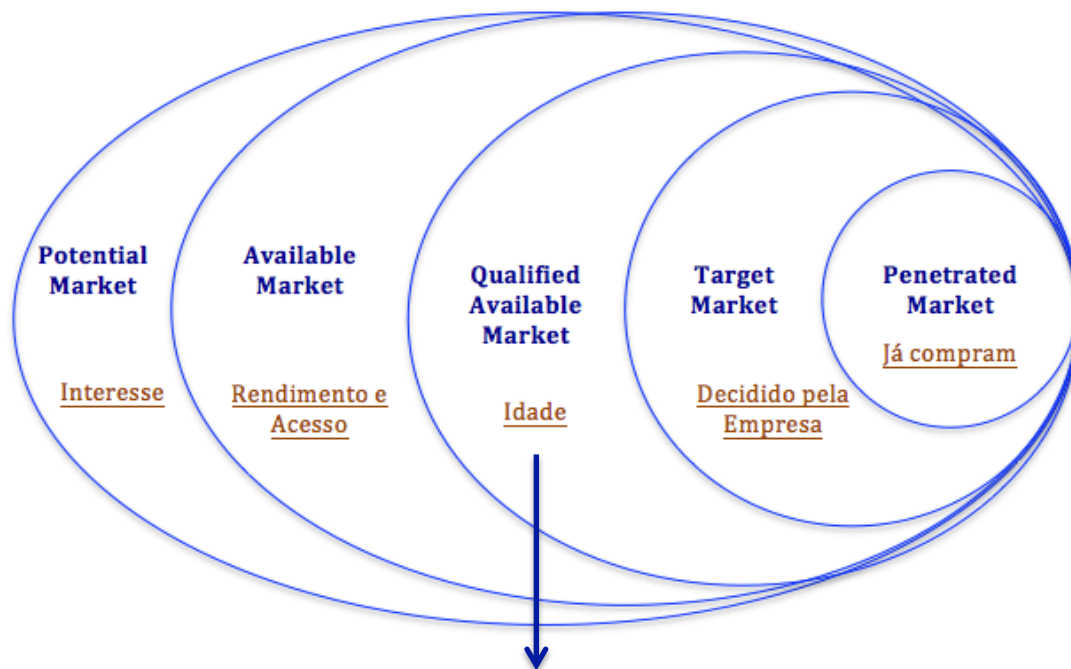 Potential
Market
Interesse
Available
Market
Rendimento e
Acesso
Qualified
Available
Market
Idade
Target
Market
Decidido pela
Empresa
Penetrated
Market
Já compram